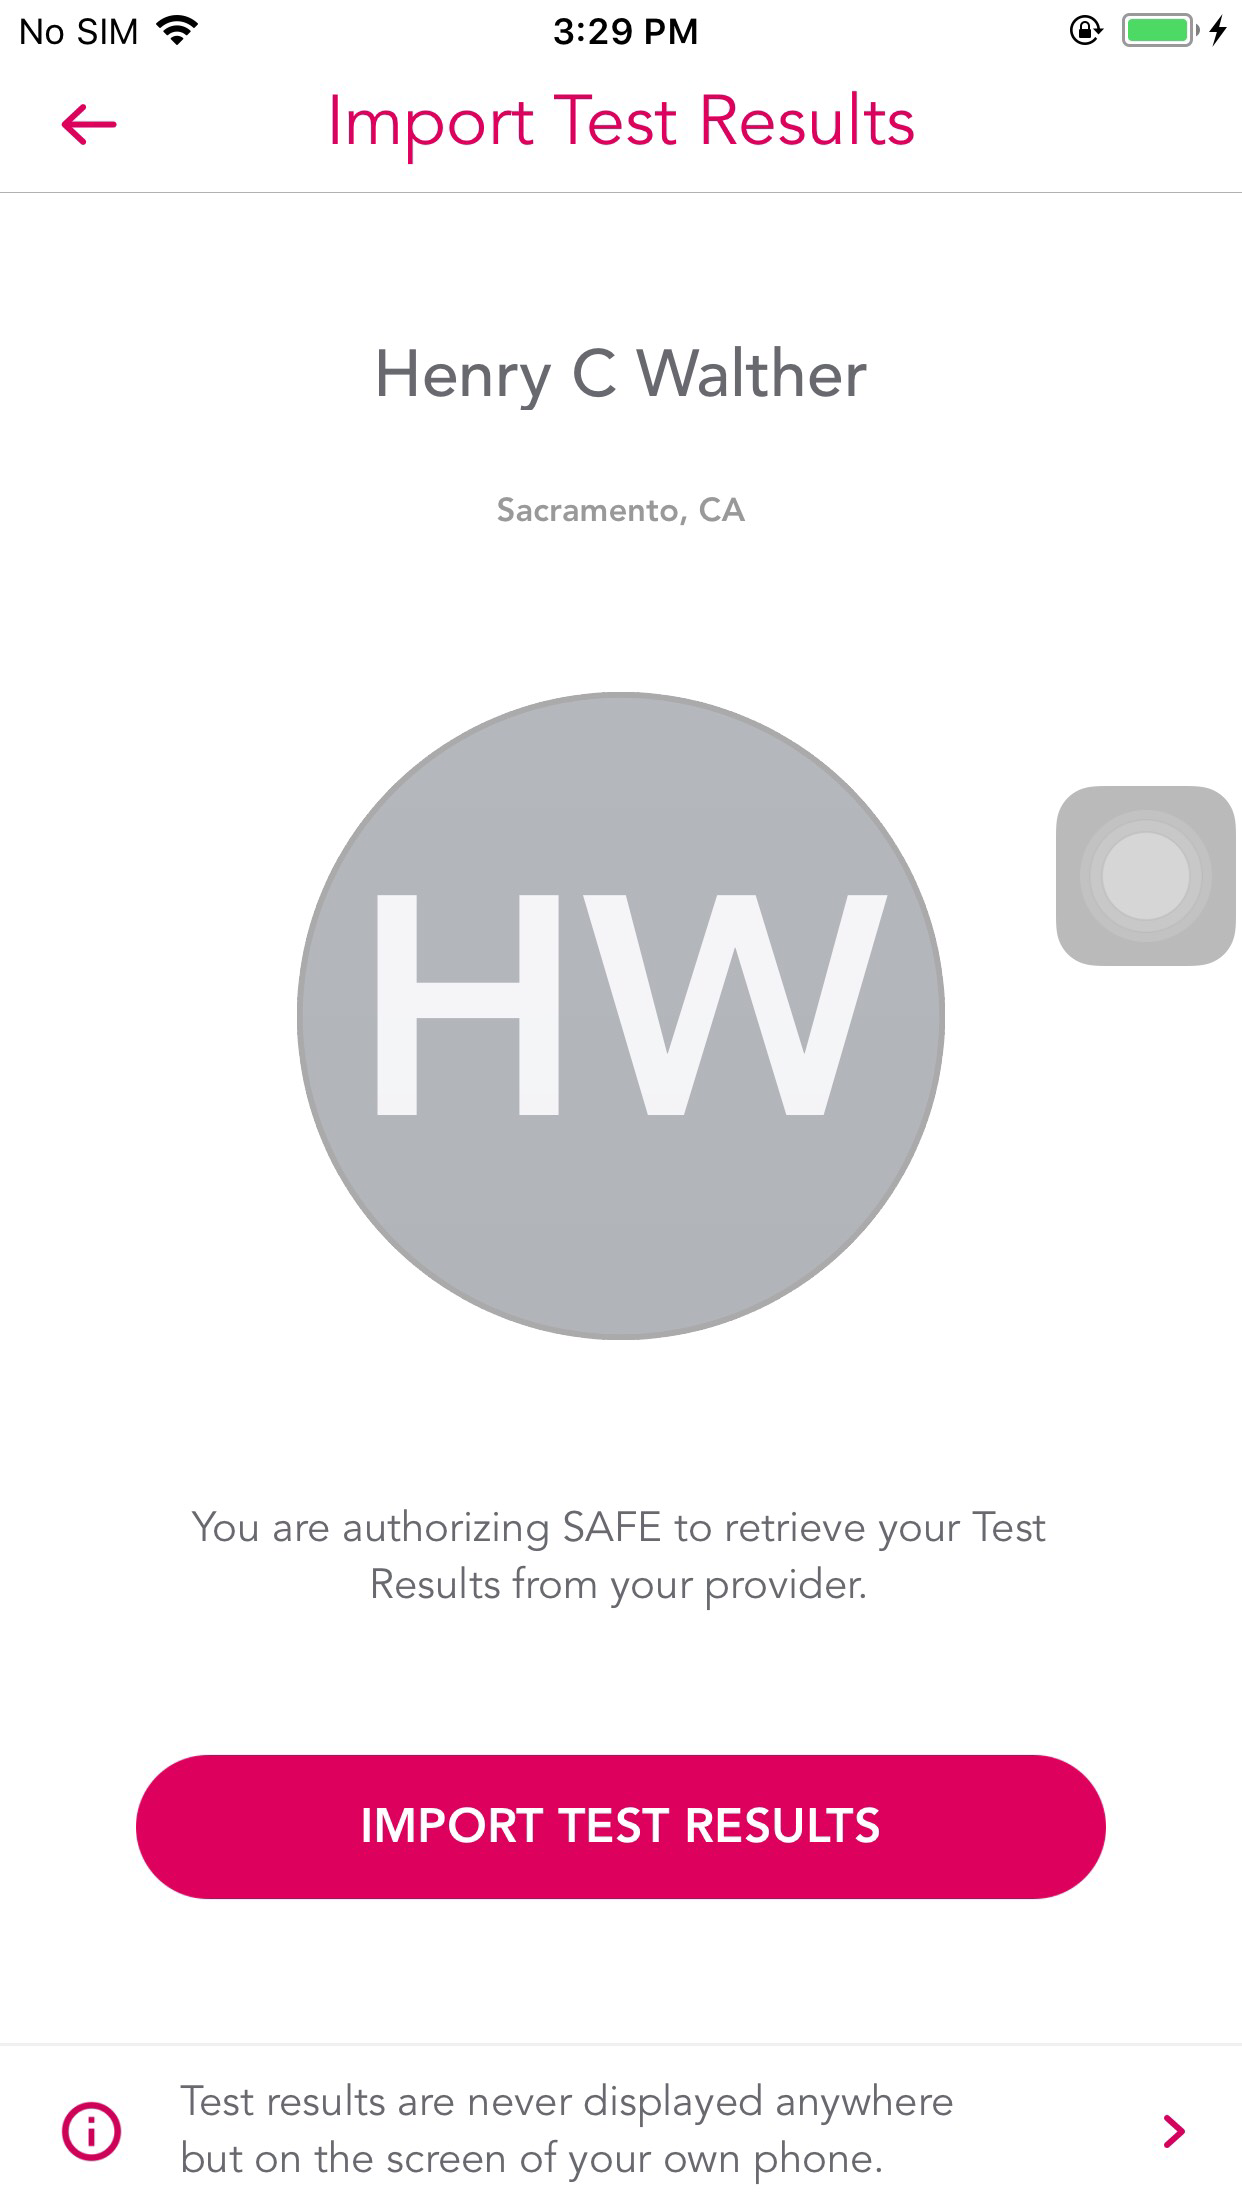 No SIM
3:29 PM
Import Test Results
Henry C Walther
Sacramento, CA
HW
You are authorizing SAFE to retrieve your Test
Results from your provider.
IMPORT TEST RESULTS
Test results are never displayed anywhere
but on the screen of your own phone.